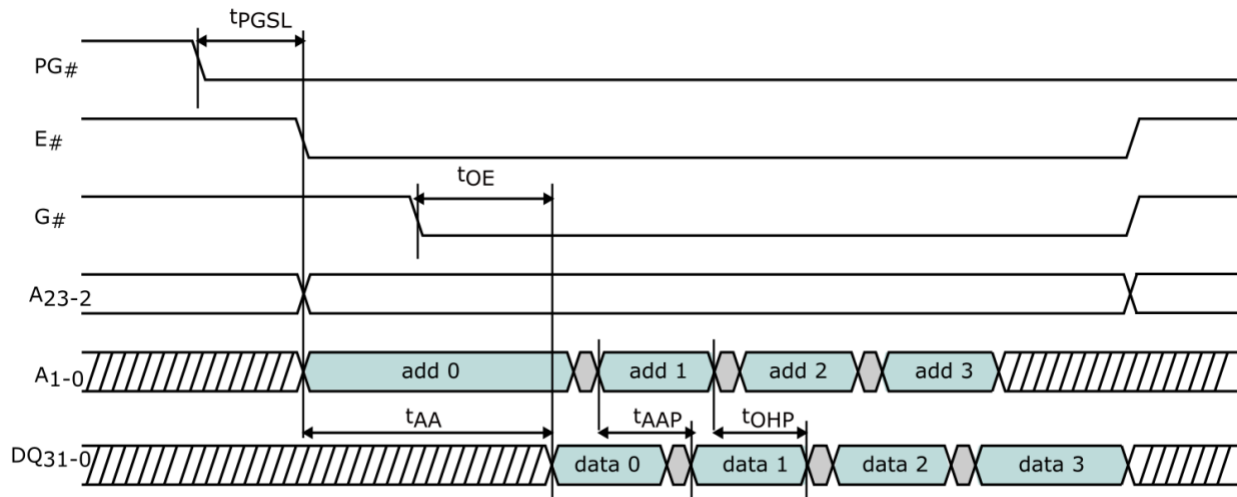 tPGSL
PG#
E#
tOE
G#
A23-2
A1-0 add 0 add 1 add 2 add 3
tAA tAAP tOHP
DQ31-0 data 0 data 1 data 2 data 3